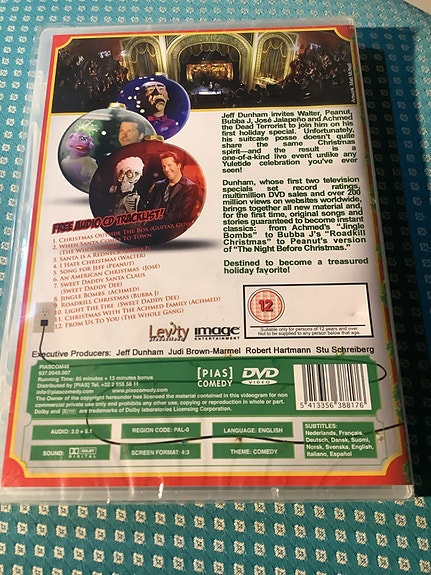 Jeff Dunham invites Walter, Peanut,
Bubba J, José Jalapeño and Achmed
the Dead Terrorist to join him on his
first holiday special. Unfortunately,
his suitcase posse doesn't quite
share the same Christmas
spirit—and the result is a
one-of-a-kind live event unlike any
Yuletide celebration you've ever
seen!
Dunham, whose first two television
specials set record ratings,
multimillion DVD sales and over 200
million views on websites worldwide,
brings together all new material and,
for the first time, original songs and
stories guaranteed to become instant
classics: from Achmed's "Jingle
Bombs" to Bubba J's "Roadkill
Christmas" to Peanut's version
of "The Night Before Christmas."
Destined to become a treasured
holiday favorite!
FREE AUDIO CD TRACKLIST!
1. CHRISTMAS OUTSIDE THE BOX (GUITAR GUY)
2. WHEN SANTA COMES TO TOWN
(THE WHOLE GANG)
3. SANTA IS A REDNECK
4. I HATE CHRISTMAS (WALTER)
5. SONG FOR JEFF (PEANUT)
6. AN AMERICAN CHRISTMAS (JOSÉ)
7. SWEET DADDY SANTA CLAUS
(SWEET DADDY DEE)
8. JINGLE BOMBS (ACHMED)
9. ROADKILL CHRISTMAS (BUBBA J)
10. LIGHT THE FIRE (SWEET DADDY DEE)
11. CHRISTMAS WITH THE ACHMED FAMILY (ACHMED)
12. FROM US TO YOU (THE WHOLE GANG)
12
Suitable only for persons of 12 years and over
Levity
image
ENTERTAINMENT
Executive Producers: Jeff Dunham Judi Brown-Marmel Robert Hartmann Stu Schreiberg
PIASCOM46
937.0046.007
Running Time: 85 minutes + 13 minutes bonus
Distributed by [PIAS] Tel. +32 2 558 58 11
info@piascomedy.com - www.piascomedy.com
The Owner of the copyright hereunder has licensed the material contained in this videogram for non
commercial private use only and prohibits any other use, copying or reproduction in whole or part.
Dolby and are trademarks of Dolby laboratories Licensing Corporation.
[PIAS]
COMEDY
DVD
VIDEO
5 413356 388176
AUDIO: 2.0 + 5.1
REGION CODE: PAL-0
LANGUAGE: ENGLISH
SUBTITLES:
Nederlands, Français,
Deutsch, Dansk, Suomi,
Norsk, Svenska, English,
Italiano, Español
SOUND: DOLBY
DIGITAL
SCREEN FORMAT: 4:3
THEME: COMEDY